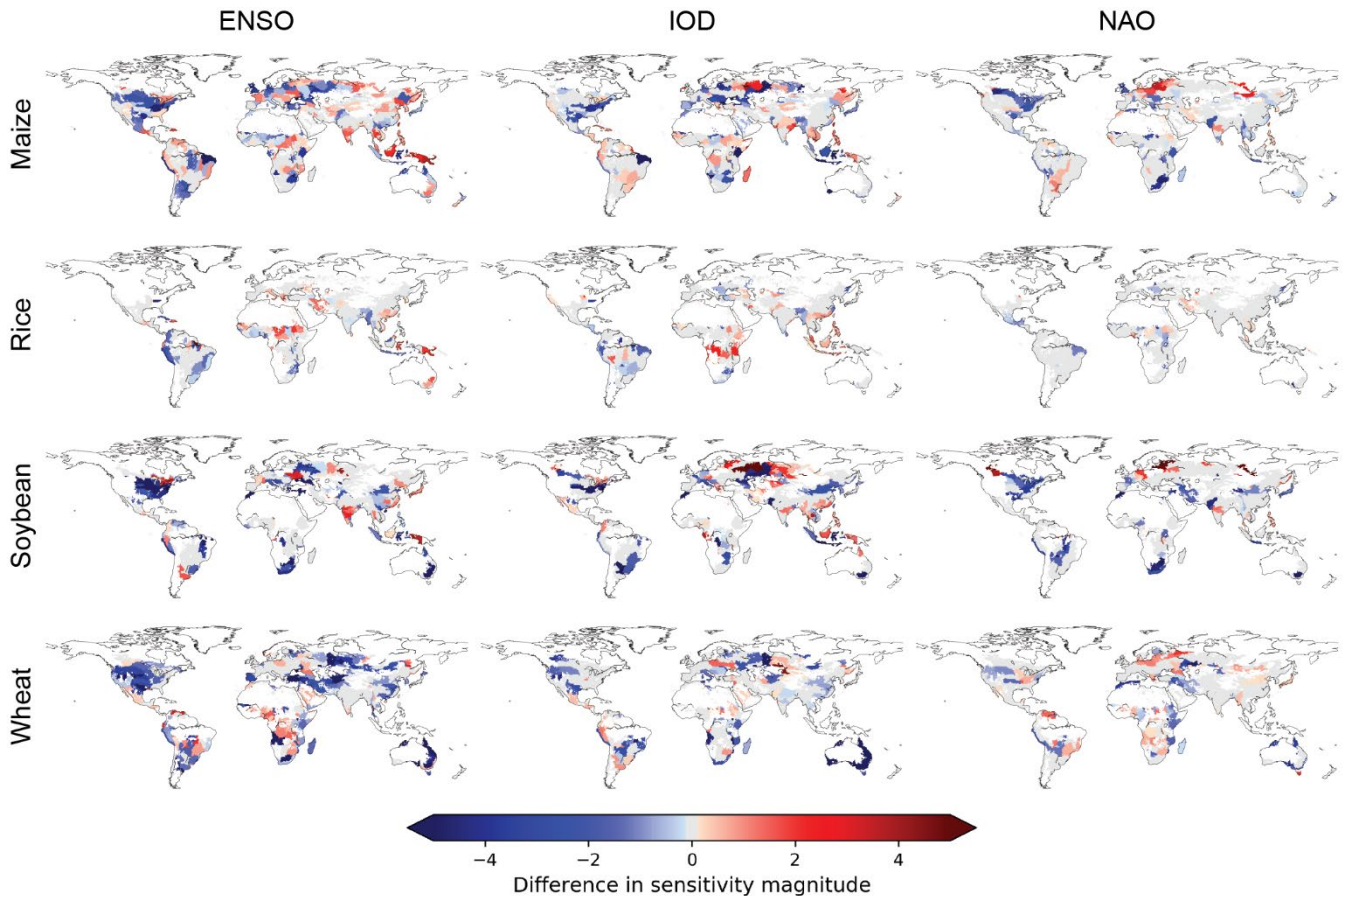 ENSO IOD NAO
Maize
Rice
Soybean
Wheat
−4 −2 0 2 4
Difference in sensitivity magnitude